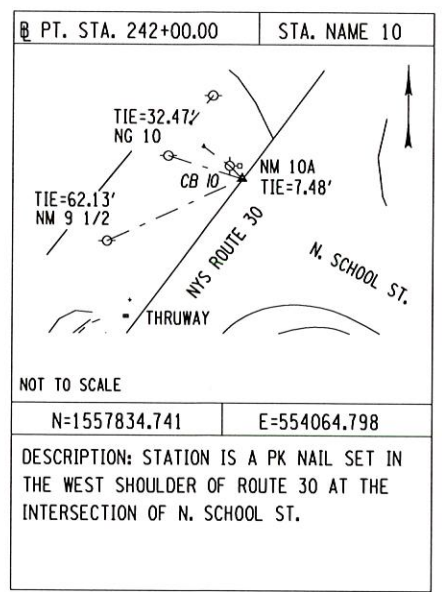 ℄ PT. STA. 242+00.00
STA. NAME 10
TIE=32.47'
NG 10
NM 10A
TIE=7.48'
CB 10
TIE=62.13'
NM 9 1/2
NYS ROUTE 30
N. SCHOOL ST.
THRUWAY
NOT TO SCALE
N=1557834.741
E=554064.798
DESCRIPTION: STATION IS A PK NAIL SET IN
THE WEST SHOULDER OF ROUTE 30 AT THE
INTERSECTION OF N. SCHOOL ST.